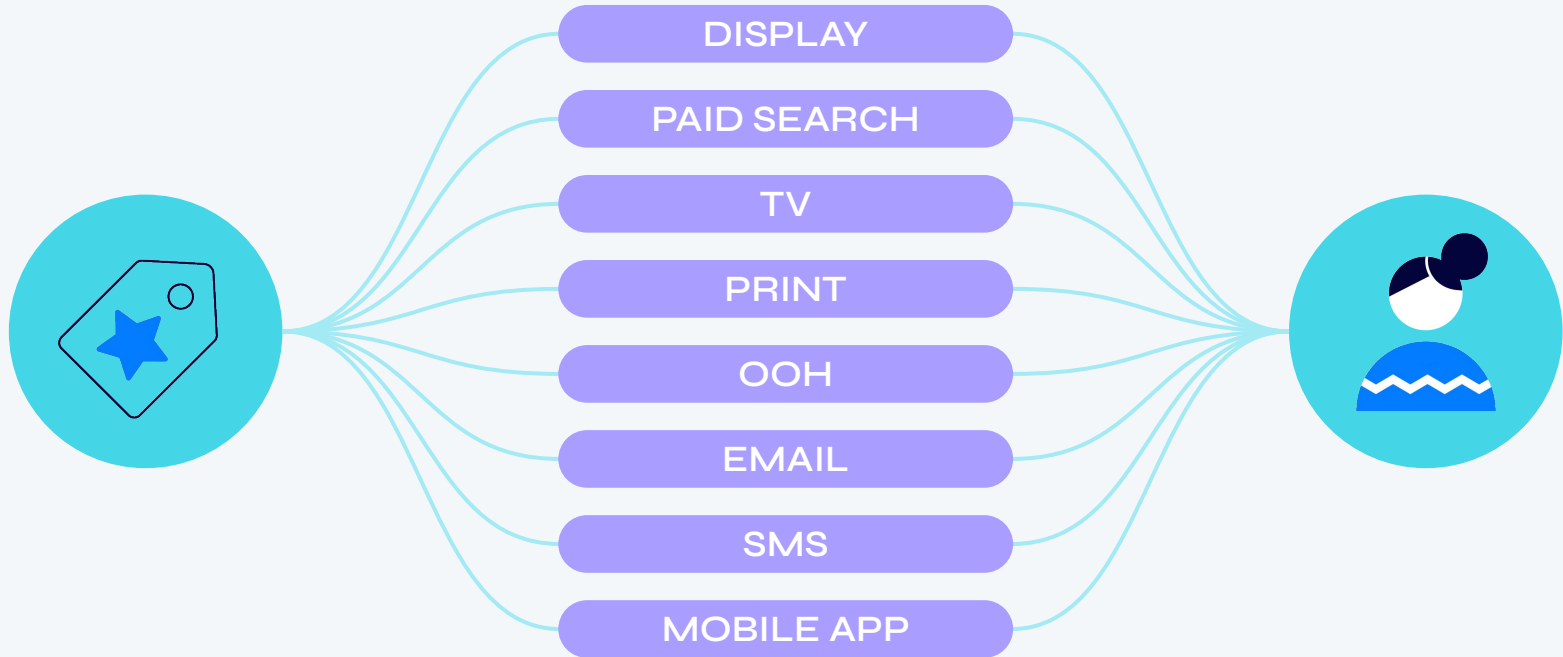 DISPLAY
PAID SEARCH
TV
PRINT
OOH
EMAIL
SMS
MOBILE APP